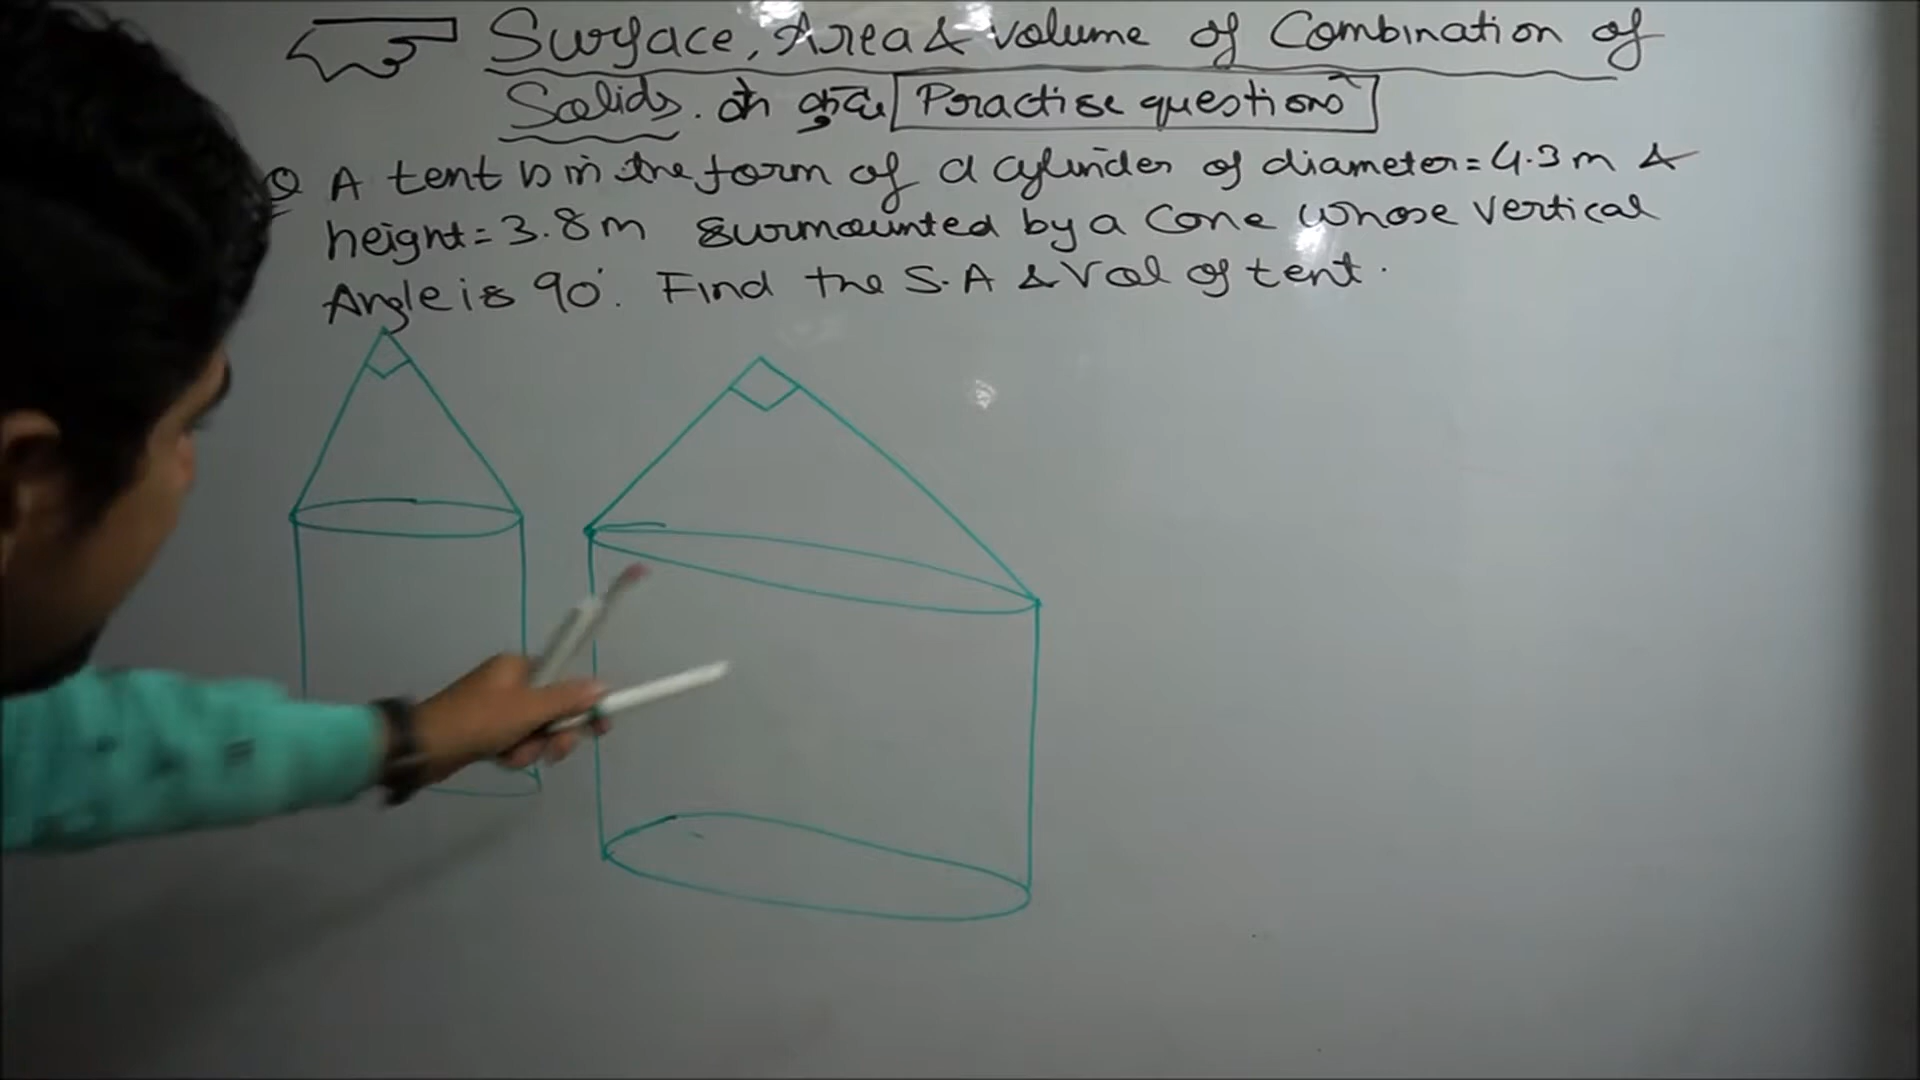 Surface, Area & volume of Combination of
Solids. के कुछ Practise questions
Q A tent is in the form of a cylinder of diameter = 4.3 m &
height = 3.8 m surmounted by a cone whose vertical
Angle is 90°. Find the S.A & Vol of tent.